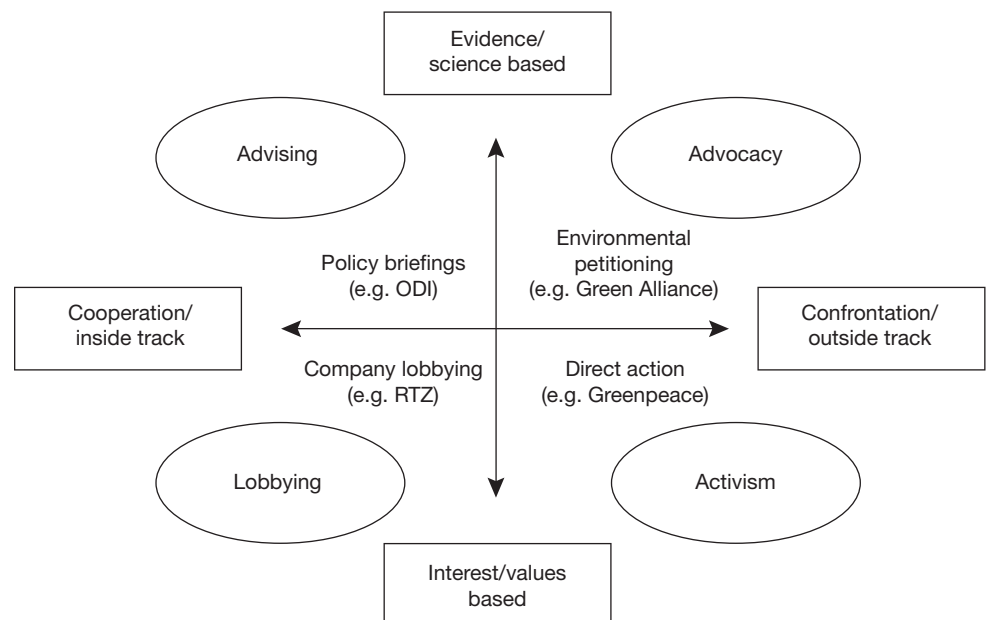 Evidence/
science based
Advising
Advocacy
Environmental
petitioning
(e.g. Green Alliance)
Policy briefings
(e.g. ODI)
Cooperation/
inside track
Confrontation/
outside track
Company lobbying
(e.g. RTZ)
Direct action
(e.g. Greenpeace)
Lobbying
Activism
Interest/values
based